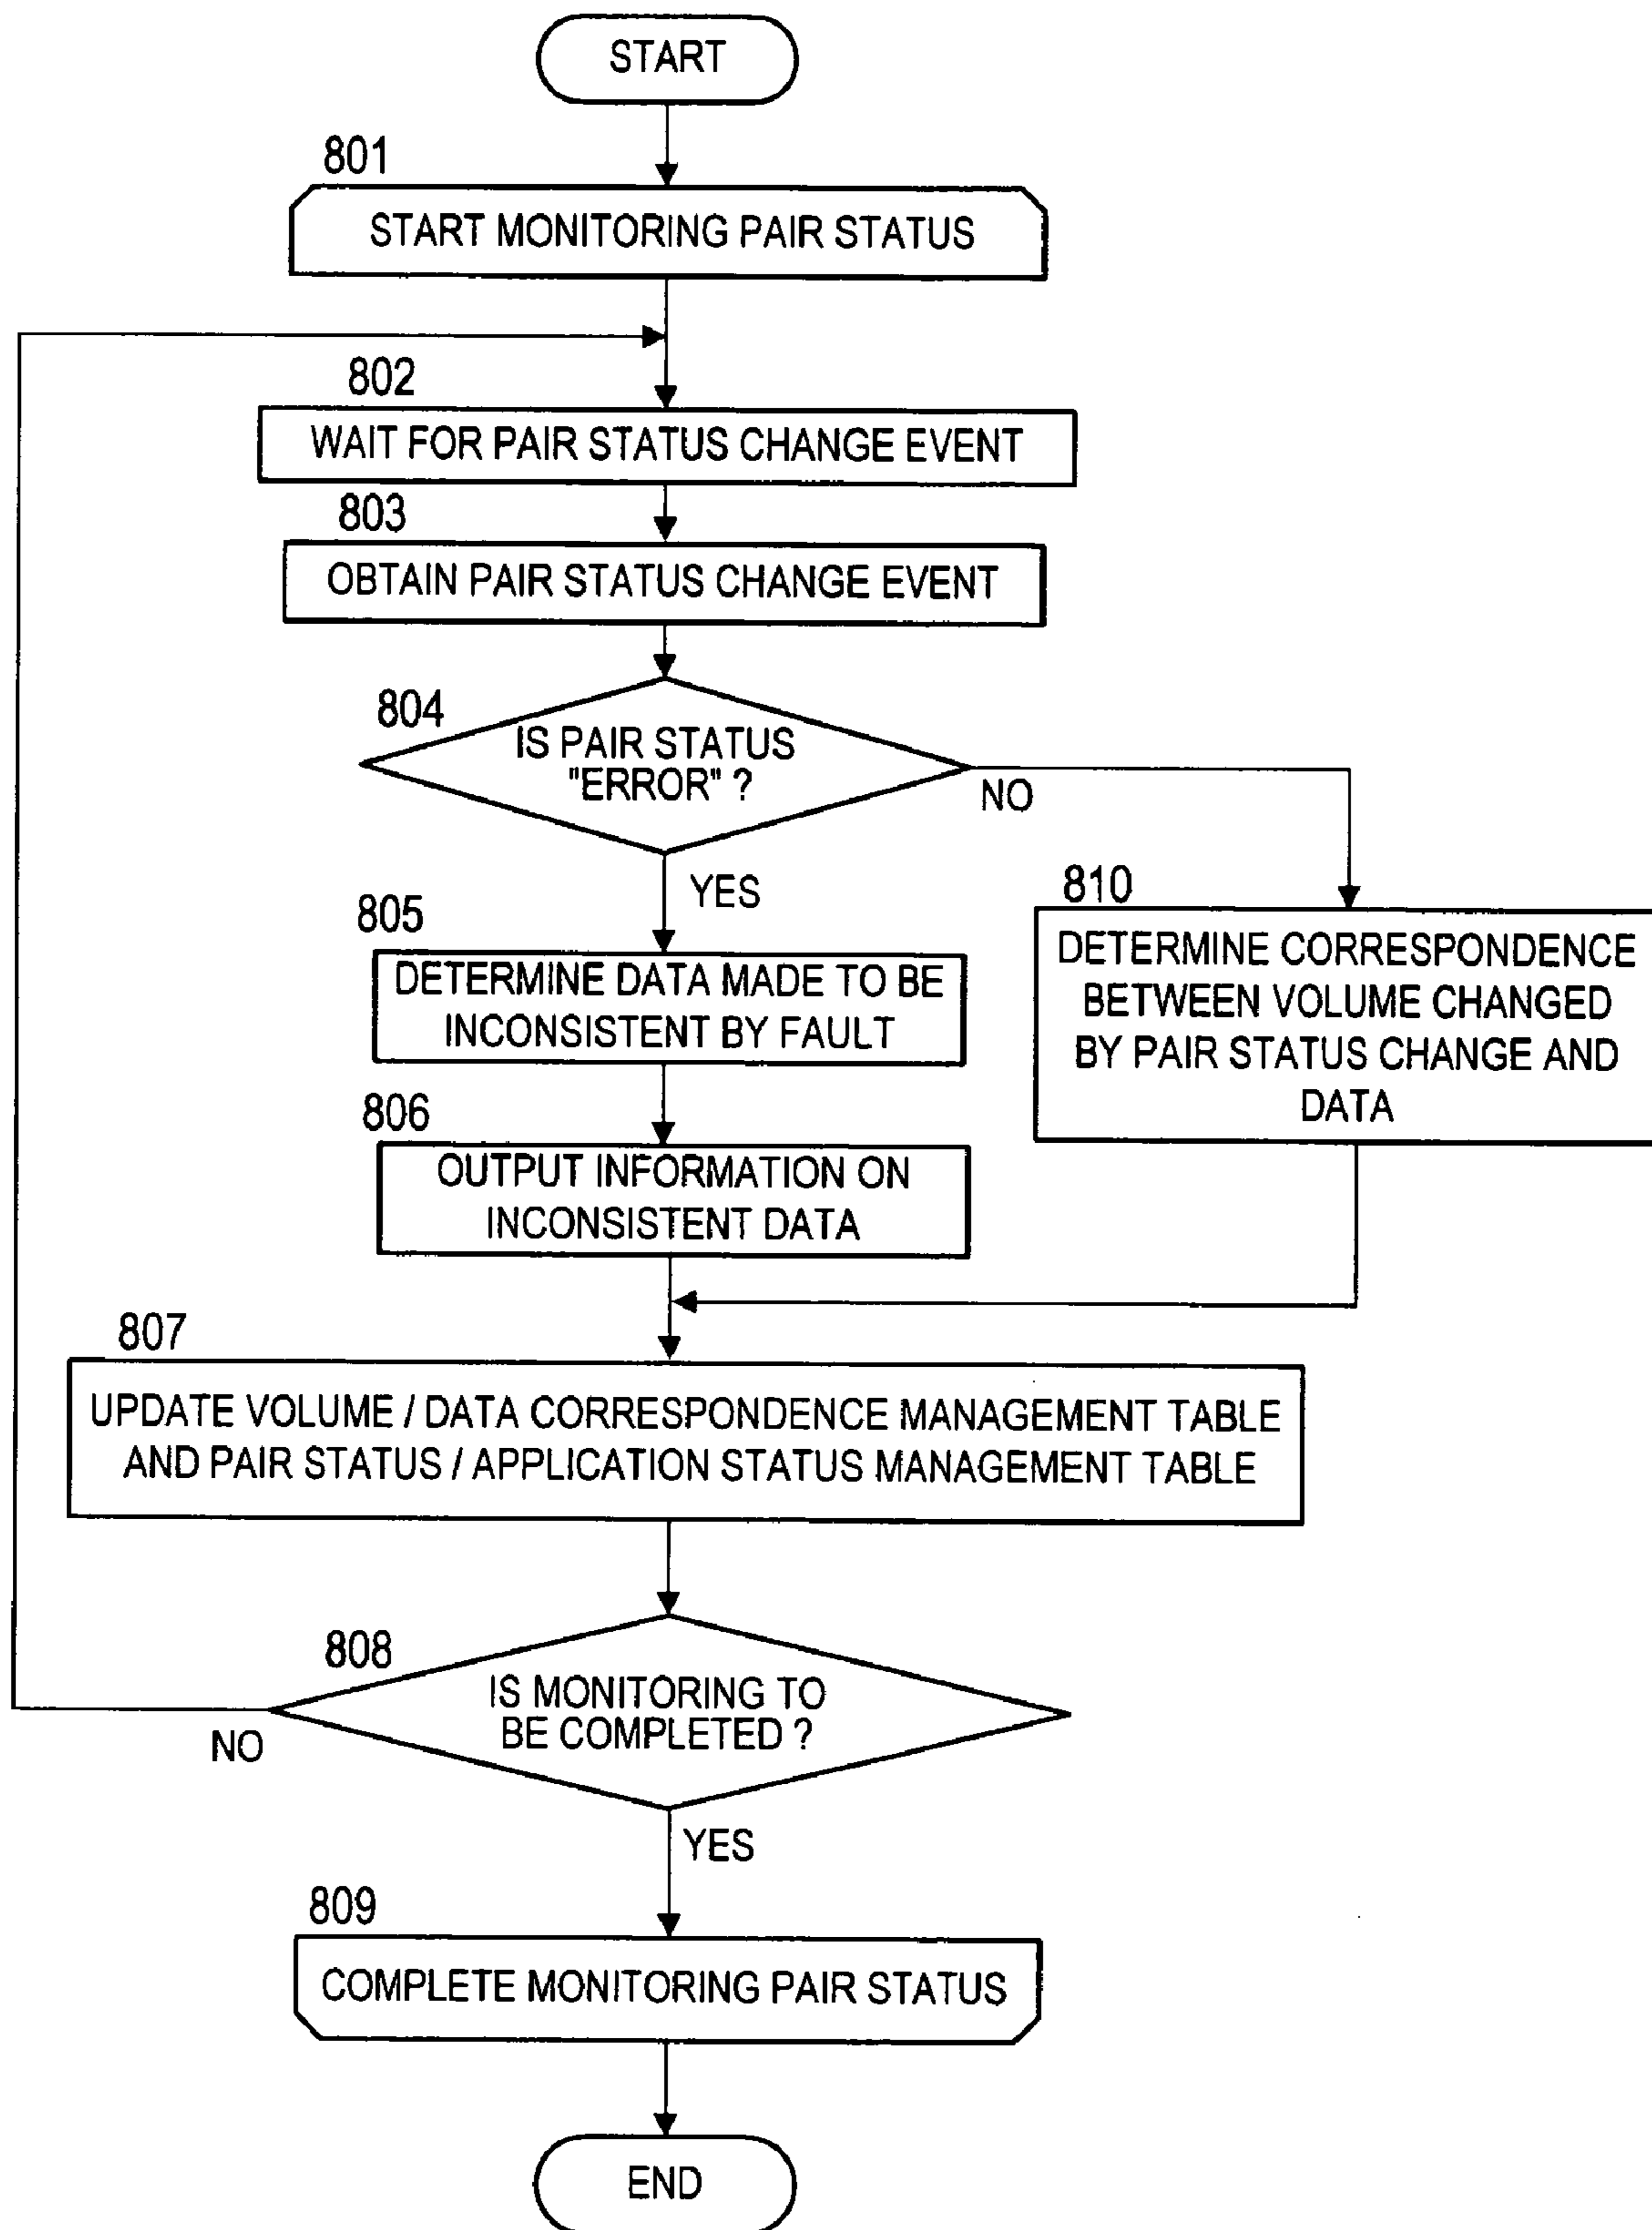 START
801
START MONITORING PAIR STATUS
802
WAIT FOR PAIR STATUS CHANGE EVENT
803
OBTAIN PAIR STATUS CHANGE EVENT
804
IS PAIR STATUS
"ERROR" ?
NO
YES
805
DETERMINE DATA MADE TO BE
INCONSISTENT BY FAULT
810
DETERMINE CORRESPONDENCE
BETWEEN VOLUME CHANGED
BY PAIR STATUS CHANGE AND
DATA
806
OUTPUT INFORMATION ON
INCONSISTENT DATA
807
UPDATE VOLUME / DATA CORRESPONDENCE MANAGEMENT TABLE
AND PAIR STATUS / APPLICATION STATUS MANAGEMENT TABLE
808
IS MONITORING TO
BE COMPLETED ?
NO
YES
809
COMPLETE MONITORING PAIR STATUS
END